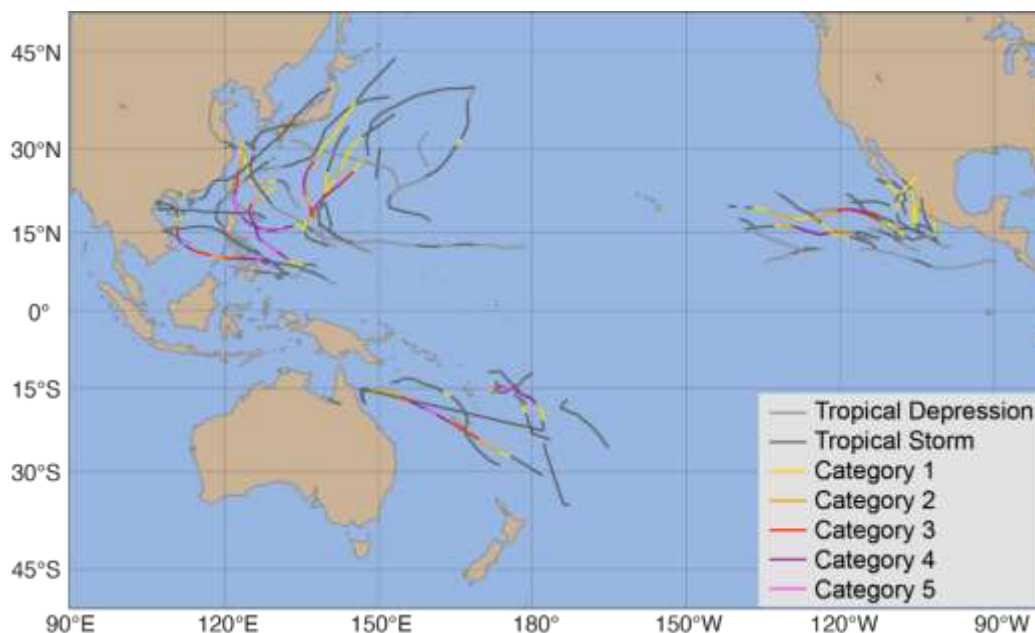 45°N
30°N
15°N
0°
15°S
30°S
45°S
90°E 120°E 150°E 180° 150°W 120°W 90°W
Tropical Depression
Tropical Storm
Category 1
Category 2
Category 3
Category 4
Category 5